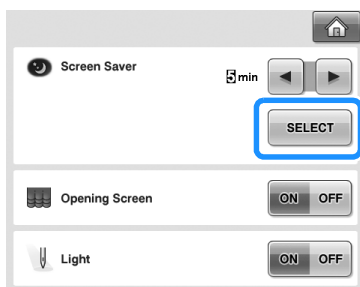 Screen Saver
5 min
SELECT
Opening Screen
ON OFF
Light
ON OFF